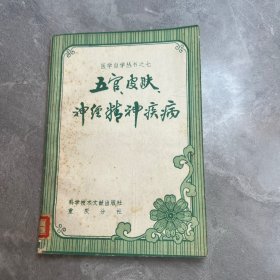 医学自学丛书之七
五官、皮肤、
神经精神疾病
科学技术文献出版社
重庆分社